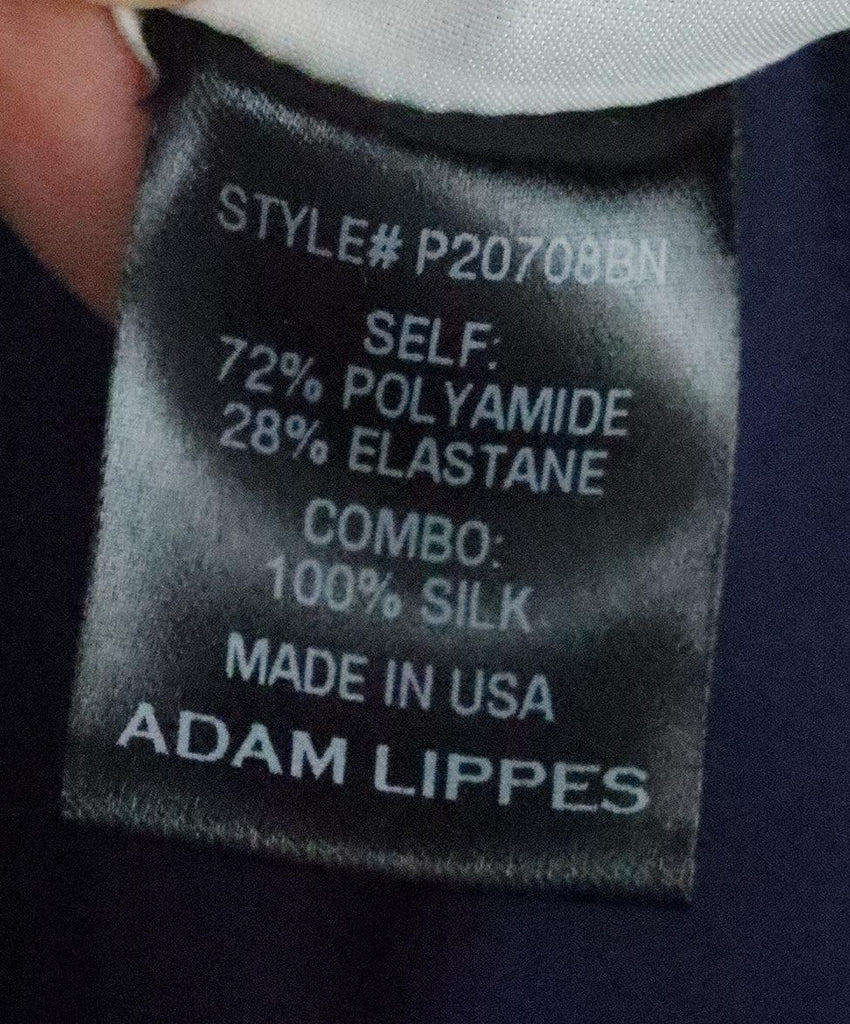 STYLE# P20708BN
SELF:
72% POLYAMIDE
28% ELASTANE
COMBO:
100% SILK
MADE IN USA
ADAM LIPPES